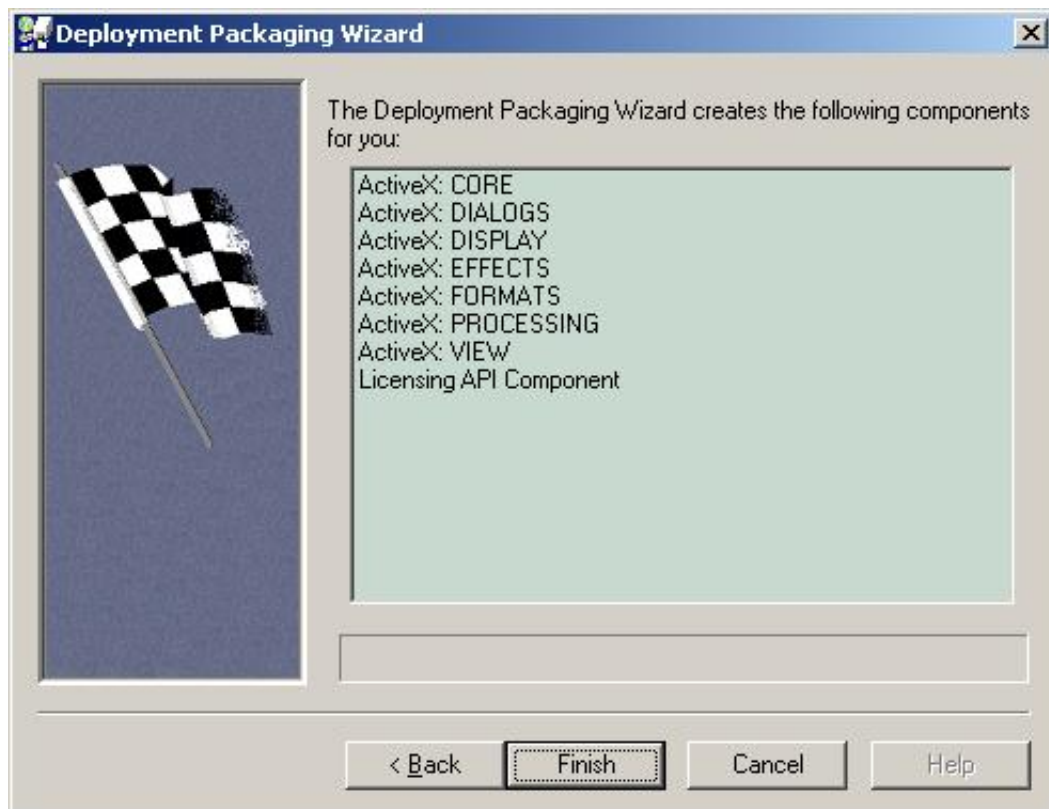 Deployment Packaging Wizard
The Deployment Packaging Wizard creates the following components
for you:
ActiveX: CORE
ActiveX: DIALOGS
ActiveX: DISPLAY
ActiveX: EFFECTS
ActiveX: FORMATS
ActiveX: PROCESSING
ActiveX: VIEW
Licensing API Component
< Back
Finish
Cancel
Help